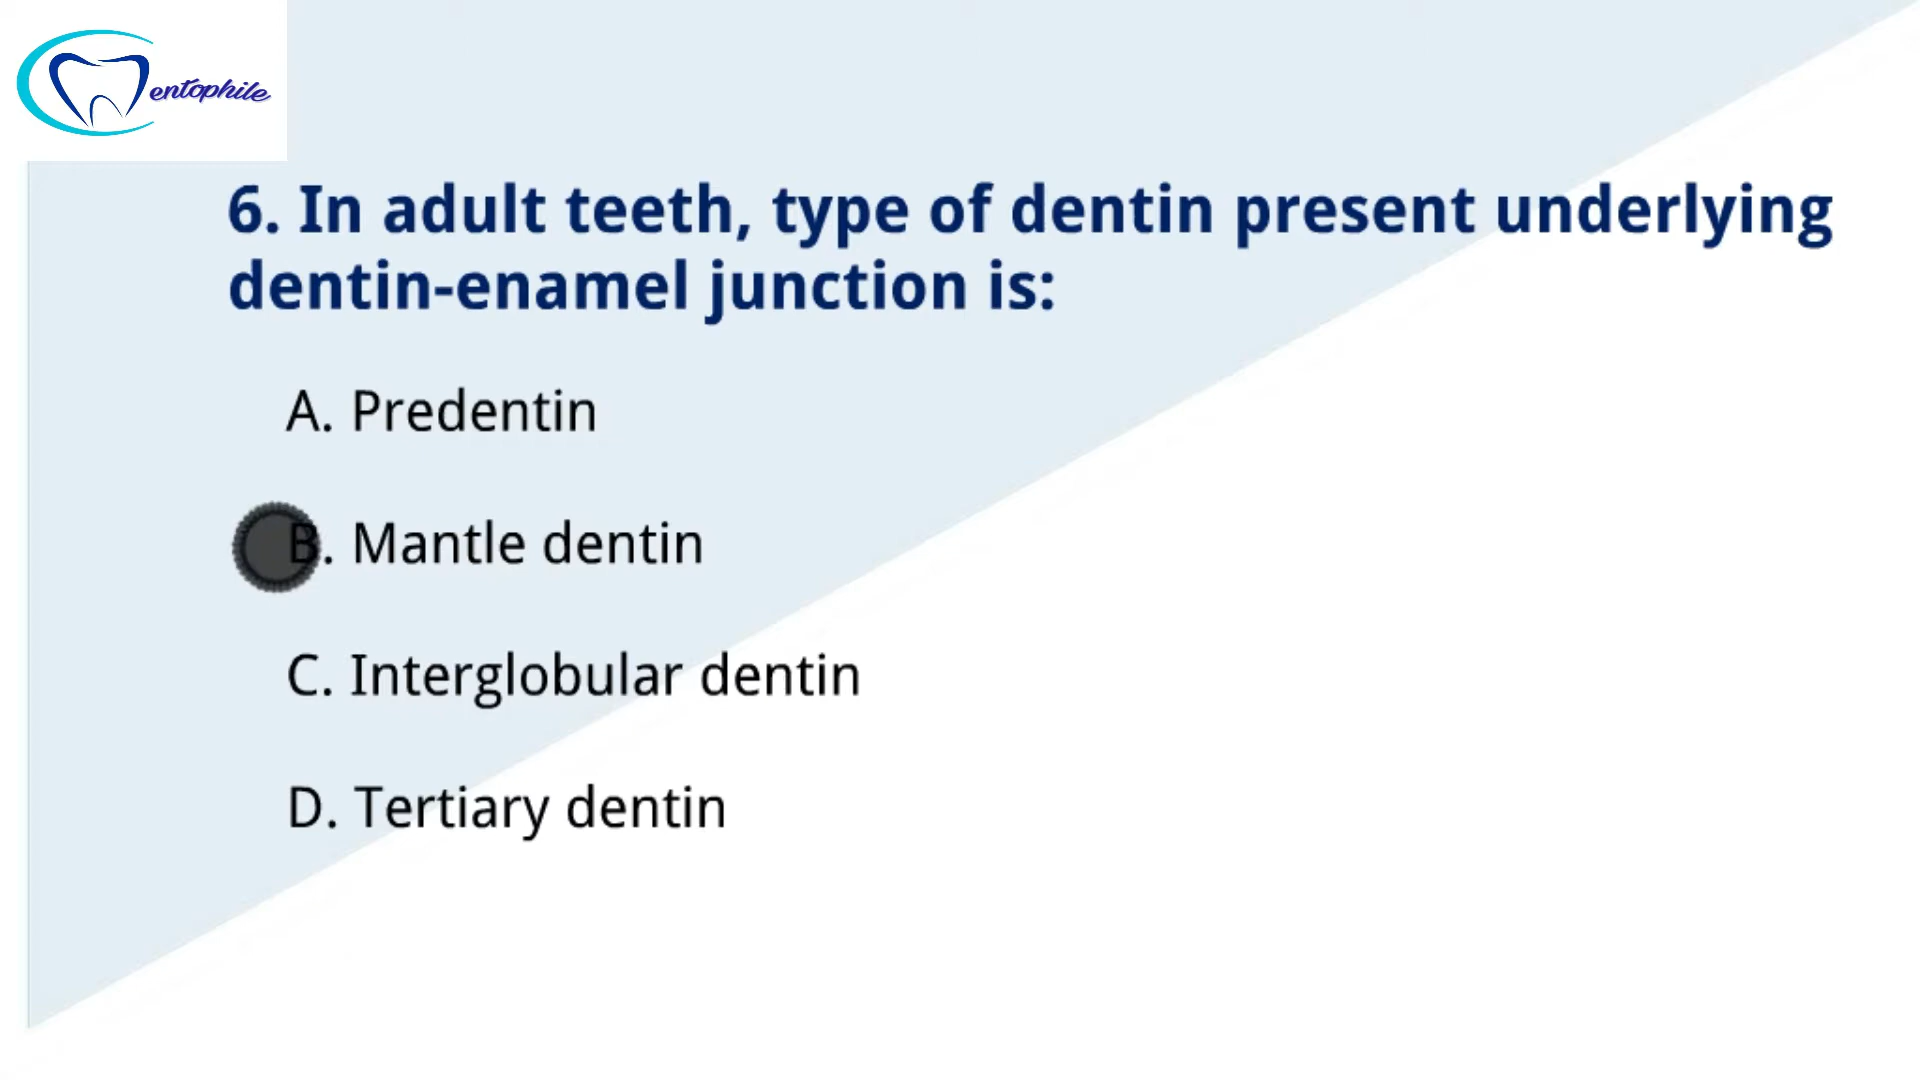 entophile
6. In adult teeth, type of dentin present underlying
dentin-enamel junction is:
A. Predentin
B. Mantle dentin
C. Interglobular dentin
D. Tertiary dentin